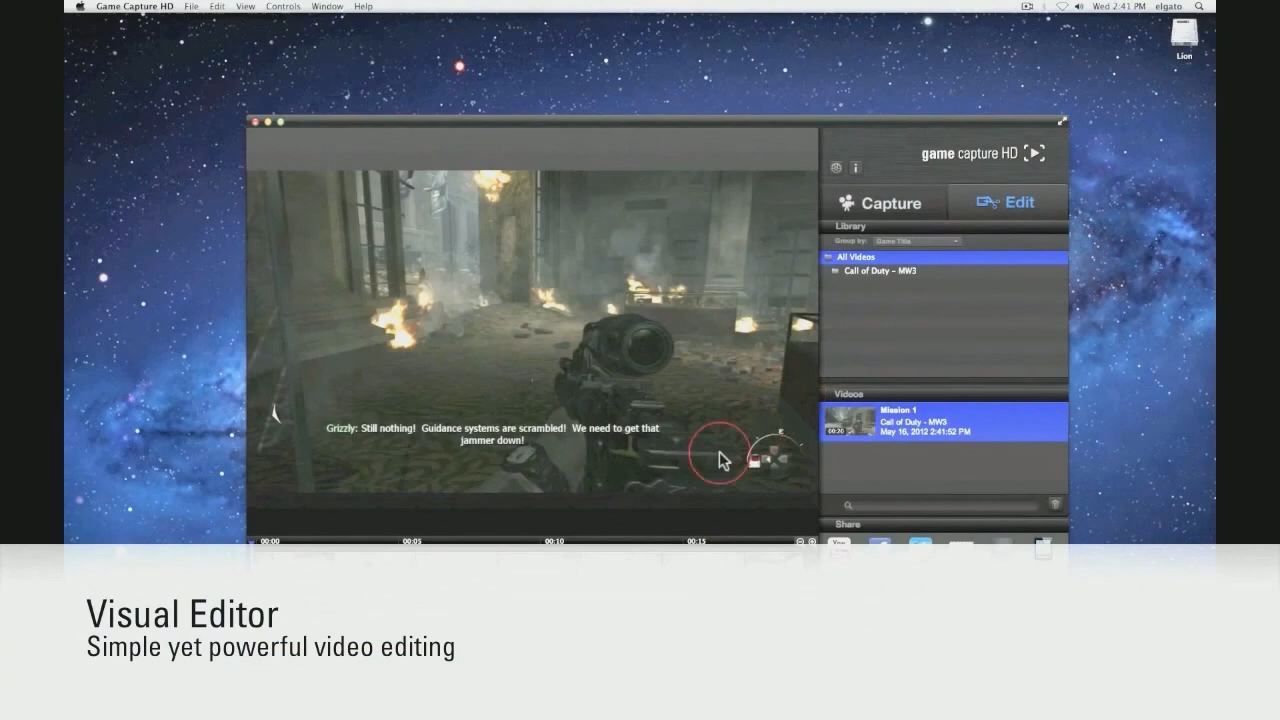 Game Capture HD File Edit View Controls Window Help
Wed 2:41 PM elgato
Lion
game capture HD
i
Capture
Edit
Library
Group by: Game Title
All Videos
Call of Duty - MW3
Videos
Mission 1
Call of Duty - MW3
00:20
May 16, 2012 2:41:52 PM
Grizzly: Still nothing! Guidance systems are scrambled! We need to get that
jammer down!
E
Share
00:00 00:05 00:10 00:15
You
Visual Editor
Simple yet powerful video editing